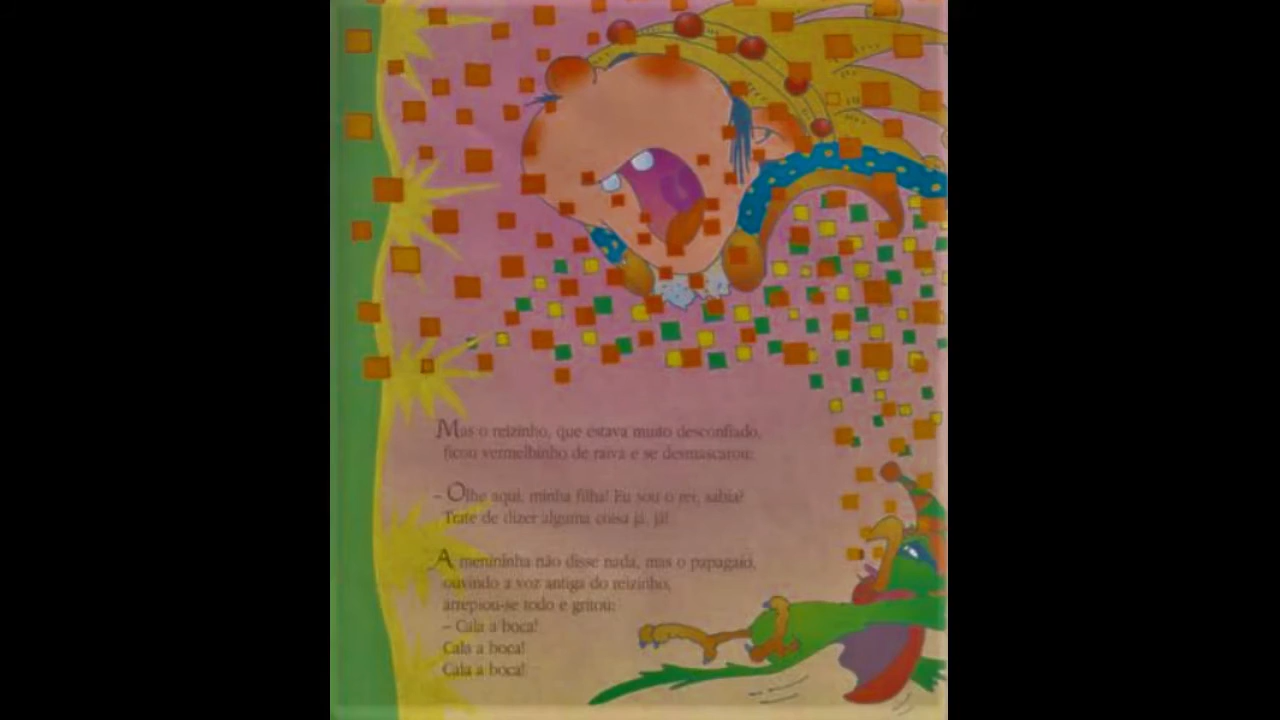 Mas o reizinho, que estava muito desconfiado,
ficou vermelhinho de raiva e se desmascarou:
– Olhe aqui, minha filha! Eu sou o rei, sabia?
Trate de dizer alguma coisa já, já!
A menininha não disse nada, mas o papagaio,
ouvindo a voz antiga do reizinho,
arrepiou-se todo e gritou:
– Cala a boca!
Cala a boca!
Cala a boca!